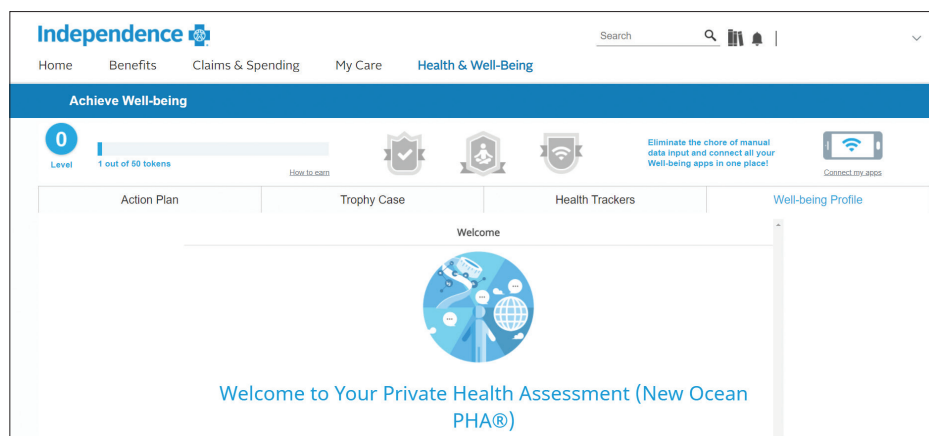 Independence
Search
Home Benefits Claims & Spending My Care Health & Well-Being
Achieve Well-being
0
Level
1 out of 50 tokens
How to earn
Eliminate the chore of manual
data input and connect all your
Well-being apps in one place!
Connect my apps
Action Plan Trophy Case Health Trackers Well-being Profile
Welcome
Welcome to Your Private Health Assessment (New Ocean
PHA®)